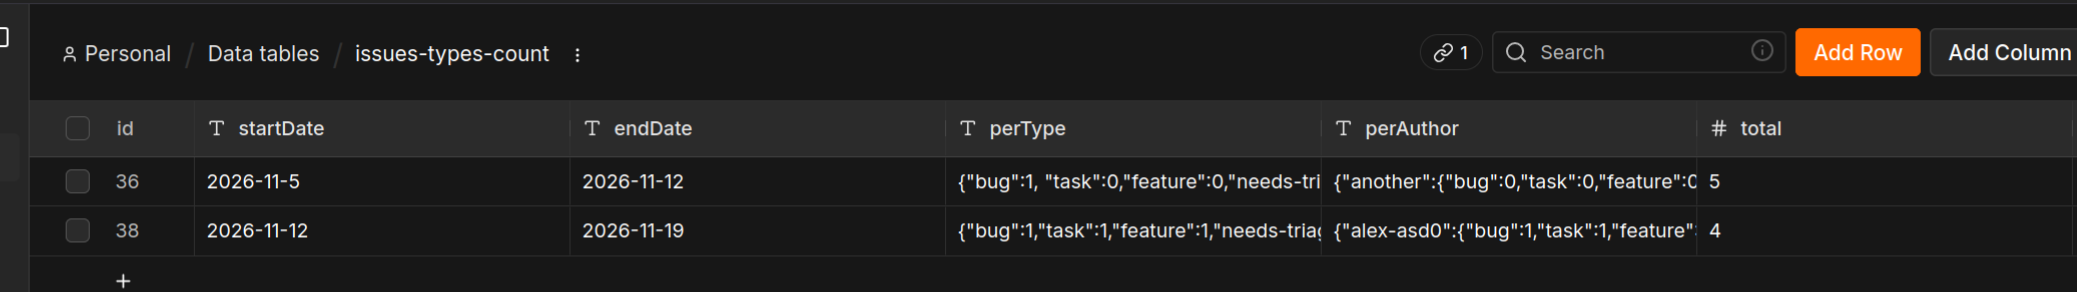 Personal / Data tables / issues-types-count
1 Search Add Row Add Column
id startDate endDate perType perAuthor # total
36 2026-11-5 2026-11-12 {"bug":1, "task":0,"feature":0,"needs-tri {"another":{"bug":0,"task":0,"feature":0 5
38 2026-11-12 2026-11-19 {"bug":1,"task":1,"feature":1,"needs-triag {"alex-asd0":{"bug":1,"task":1,"feature": 4
+